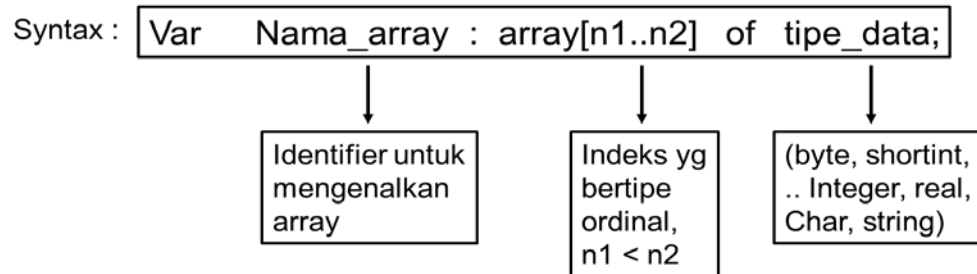 Syntax : Var Nama_array : array[n1..n2] of tipe_data;
Identifier untuk
mengenalkan
array
Indeks yg
bertipe
ordinal,
n1 < n2
(byte, shortint,
.. Integer, real,
Char, string)